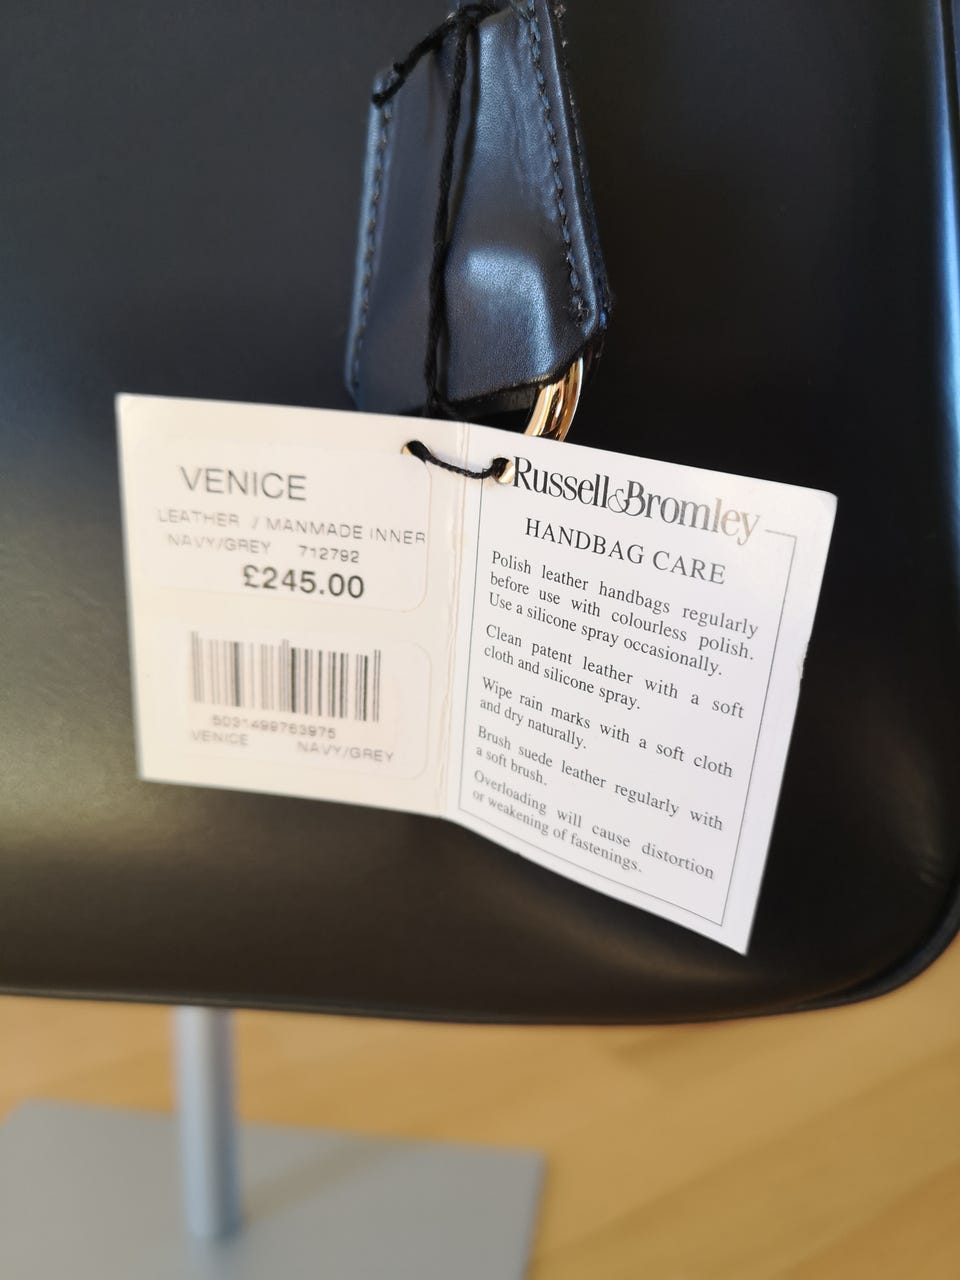 VENICE
LEATHER // MANMADE INNER
NAVY/GREY 712792
£245.00
5031499763975
VENICE NAVY/GREY
Russell&Bromley
HANDBAG CARE
Polish leather handbags regularly
before use with colourless polish.
Use a silicone spray occasionally.
Clean patent leather with a soft
cloth and silicone spray.
Wipe rain marks with a soft cloth
and dry naturally.
Brush suede leather regularly with
a soft brush.
Overloading will cause distortion
or weakening of fastenings.